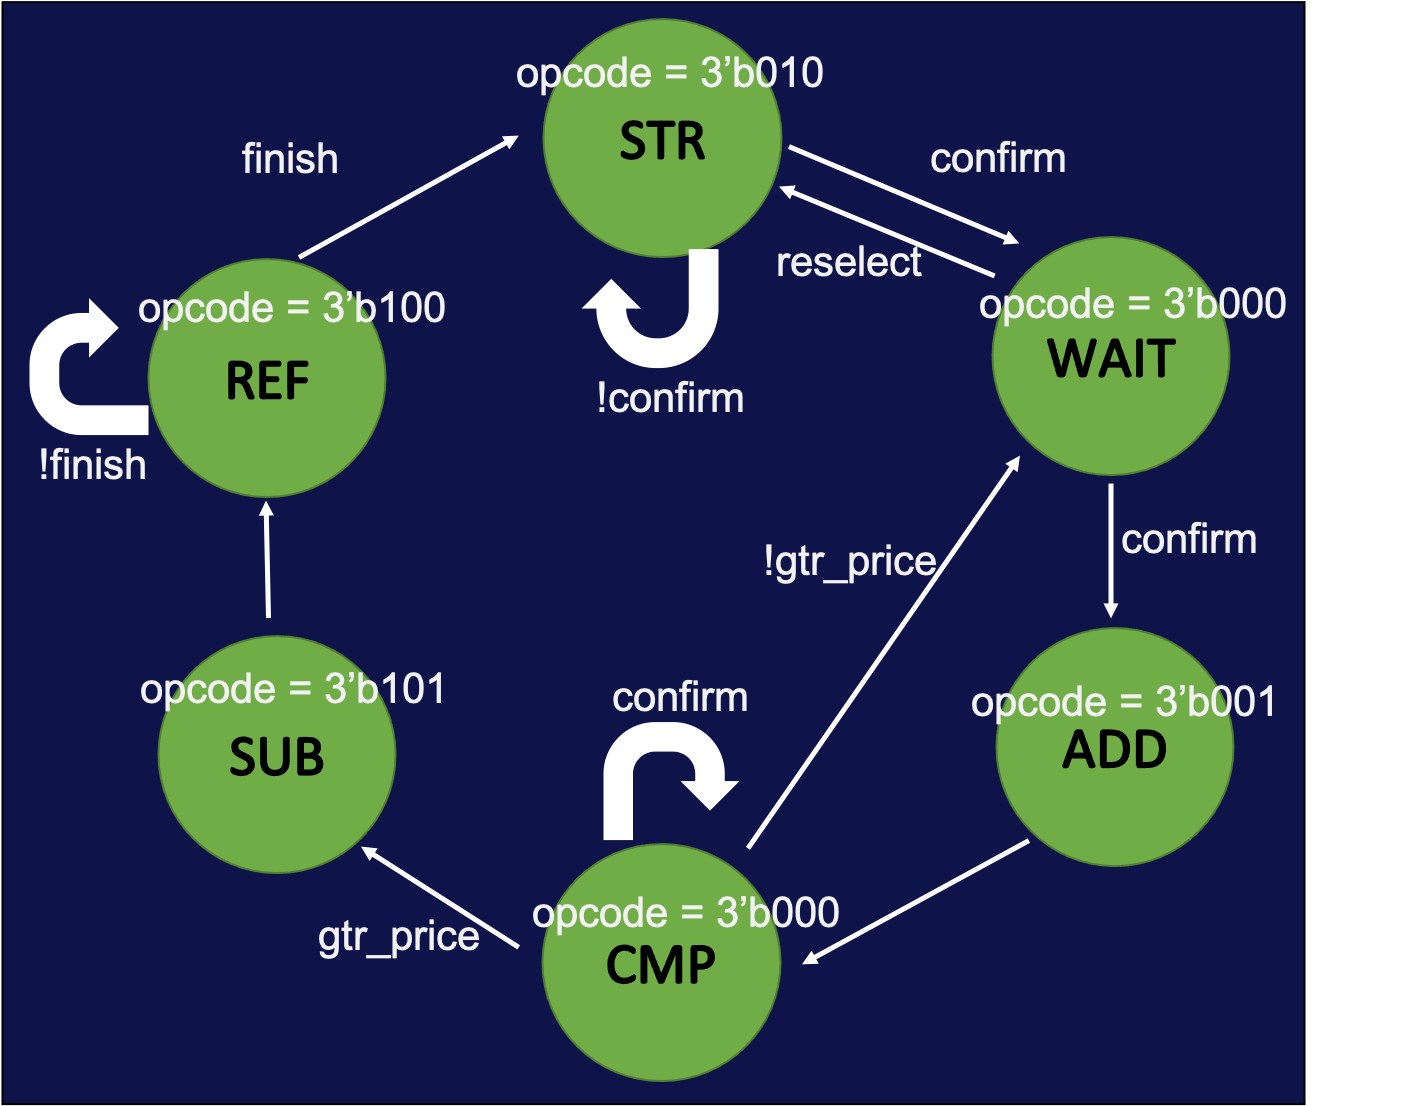 opcode = 3’b010
STR
finish
confirm
reselect
opcode = 3’b100
REF
opcode = 3’b000
WAIT
!confirm
!finish
!gtr_price
confirm
opcode = 3’b101
SUB
confirm
opcode = 3’b001
ADD
gtr_price
opcode = 3’b000
CMP